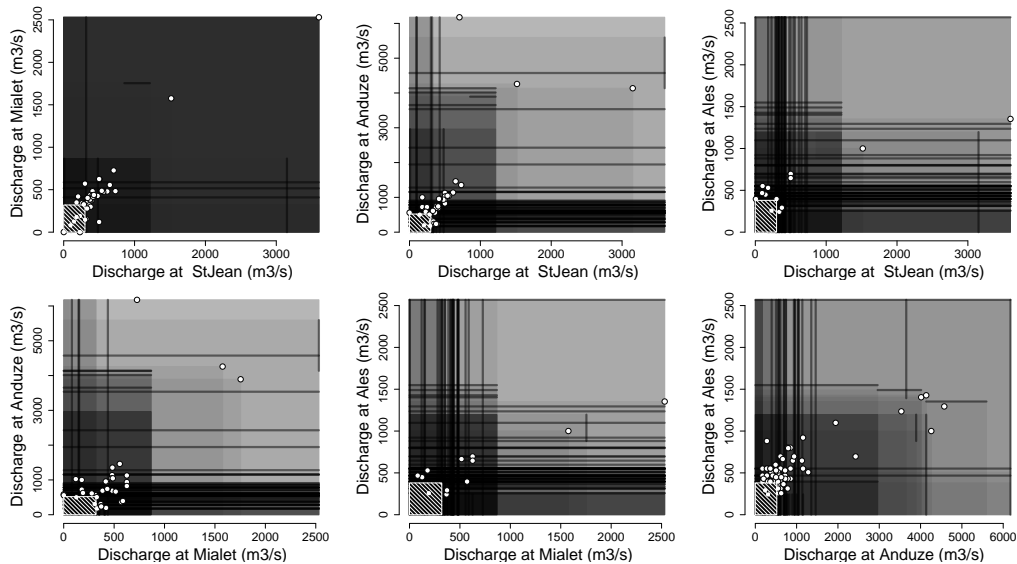 Discharge at Mialet (m3/s)
0 500 1000 1500 2000 2500
0 1000 2000 3000
Discharge at StJean (m3/s)
Discharge at Anduze (m3/s)
0 1000 3000 5000
0 1000 2000 3000
Discharge at StJean (m3/s)
Discharge at Ales (m3/s)
0 500 1000 1500 2000 2500
0 1000 2000 3000
Discharge at StJean (m3/s)
Discharge at Anduze (m3/s)
0 1000 3000 5000
0 500 1000 1500 2000 2500
Discharge at Mialet (m3/s)
Discharge at Ales (m3/s)
0 500 1000 1500 2000 2500
0 500 1000 1500 2000 2500
Discharge at Mialet (m3/s)
Discharge at Ales (m3/s)
0 500 1000 1500 2000 2500
0 1000 2000 3000 4000 5000 6000
Discharge at Anduze (m3/s)